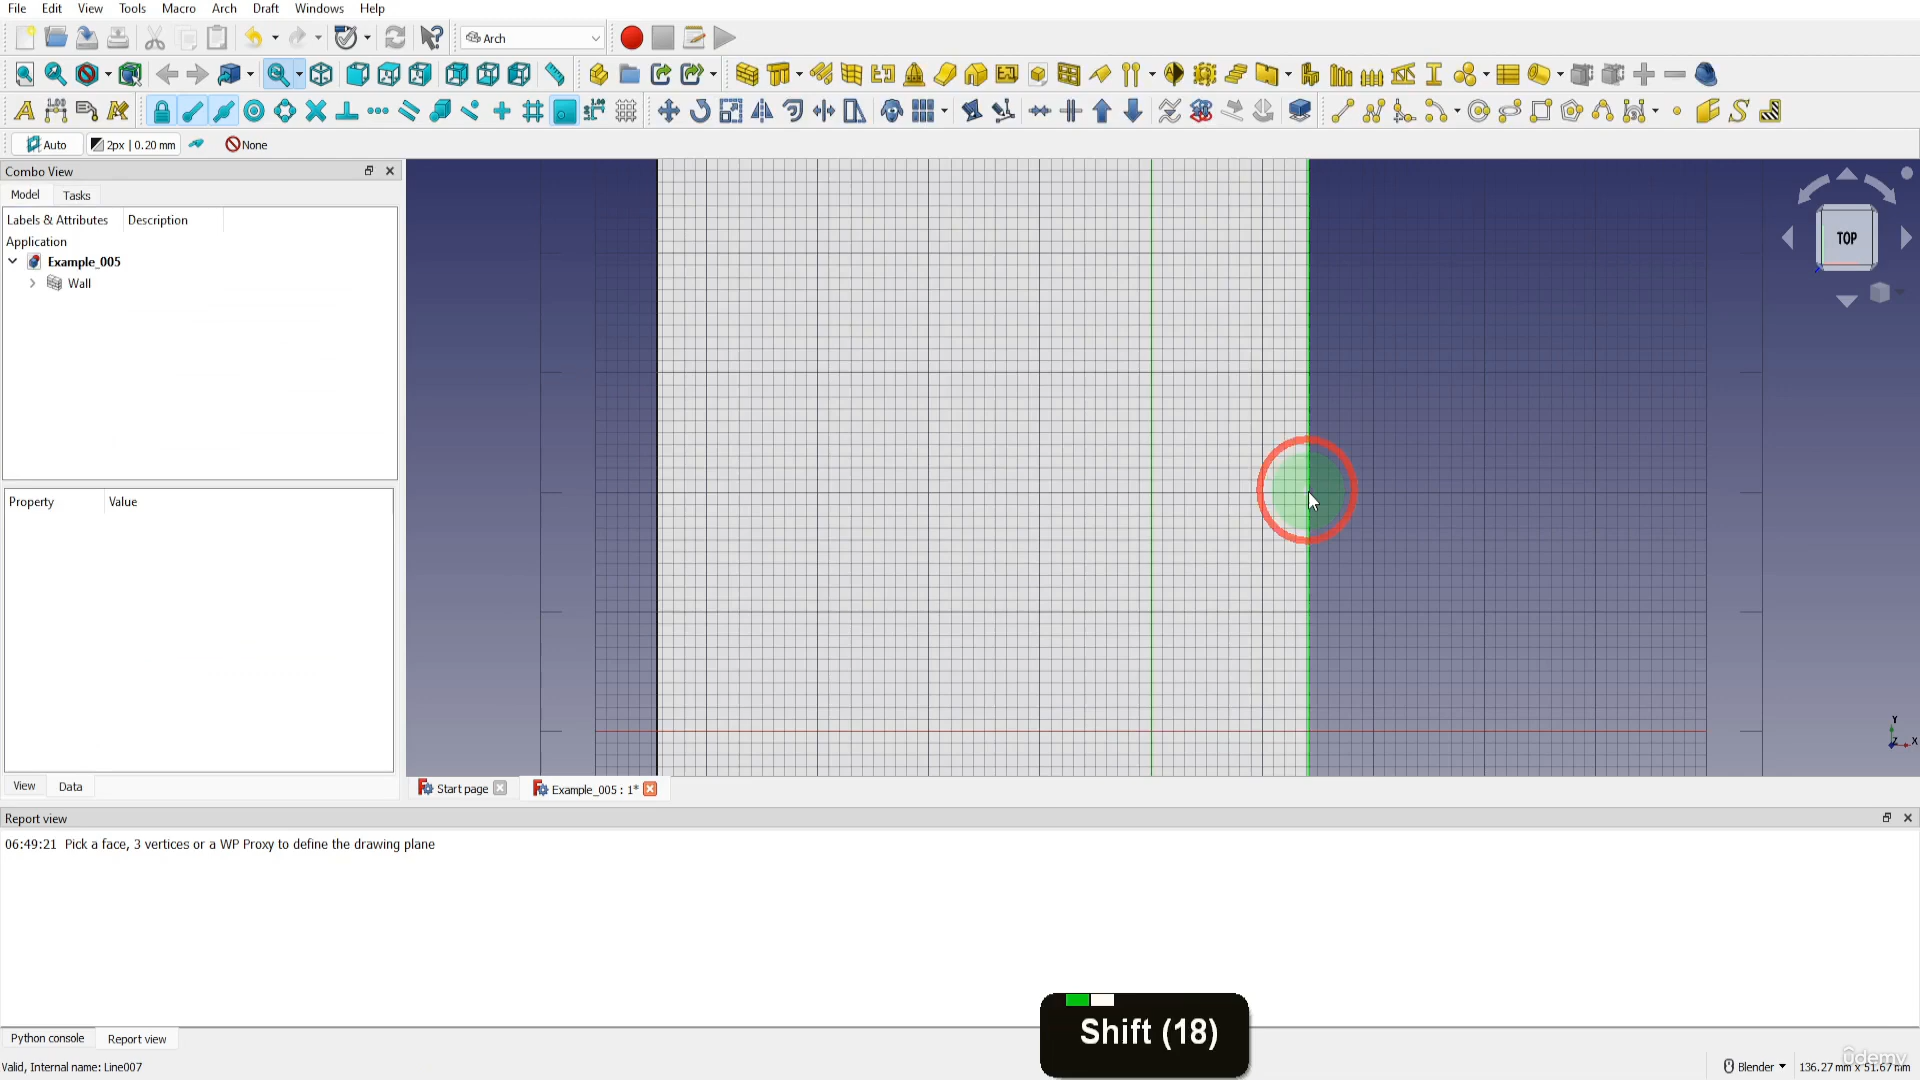 File Edit View Tools Macro Arch Draft Windows Help
Arch
Auto 2px | 0.20 mm None
Combo View
Model Tasks
Labels & Attributes Description
Application
Example_005
Wall
TOP
Property Value
Y
Z X
View Data
Start page Example_005 : 1*
Report view
06:49:21 Pick a face, 3 vertices or a WP Proxy to define the drawing plane
Shift (18)
Python console Report view
Valid, Internal name: Line007
Blender 136.27 mm x 51.67 mm
ûdemy